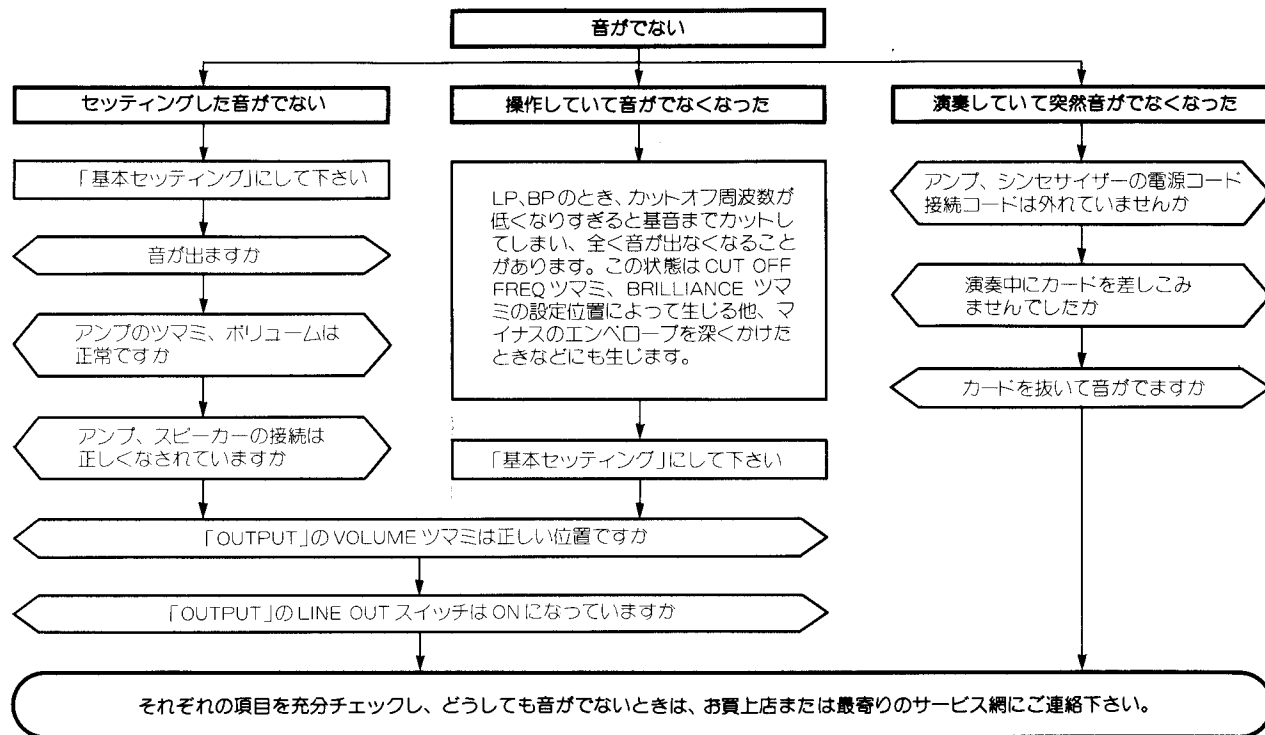 音がでない
セッティングした音がでない
「基本セッティング」にして下さい
音が出ますか
アンプのツマミ、ボリュームは
正常ですか
アンプ、スピーカーの接続は
正しくなされていますか
操作していて音がでなくなった
LP、BPのとき、カットオフ周波数が
低くなりすぎると基音までカットし
てしまい、全く音が出なくなること
があります。この状態はCUT OFF
FREQツマミ、BRILLIANCE ツマ
ミの設定位置によって生じる他、マ
イナスのエンベロープを深くかけた
ときなどにも生じます。
「基本セッティング」にして下さい
「OUTPUT」のVOLUMEツマミは正しい位置ですか
「OUTPUT」のLINE OUTスイッチはONになっていますか
演奏していて突然音がでなくなった
アンプ、シンセサイザーの電源コード
接続コードは外れていませんか
演奏中にカードを差しこみ
ませんでしたか
カードを抜いて音がでますか
それぞれの項目を充分チェックし、どうしても音がでないときは、お買上店または最寄りのサービス網にご連絡下さい。